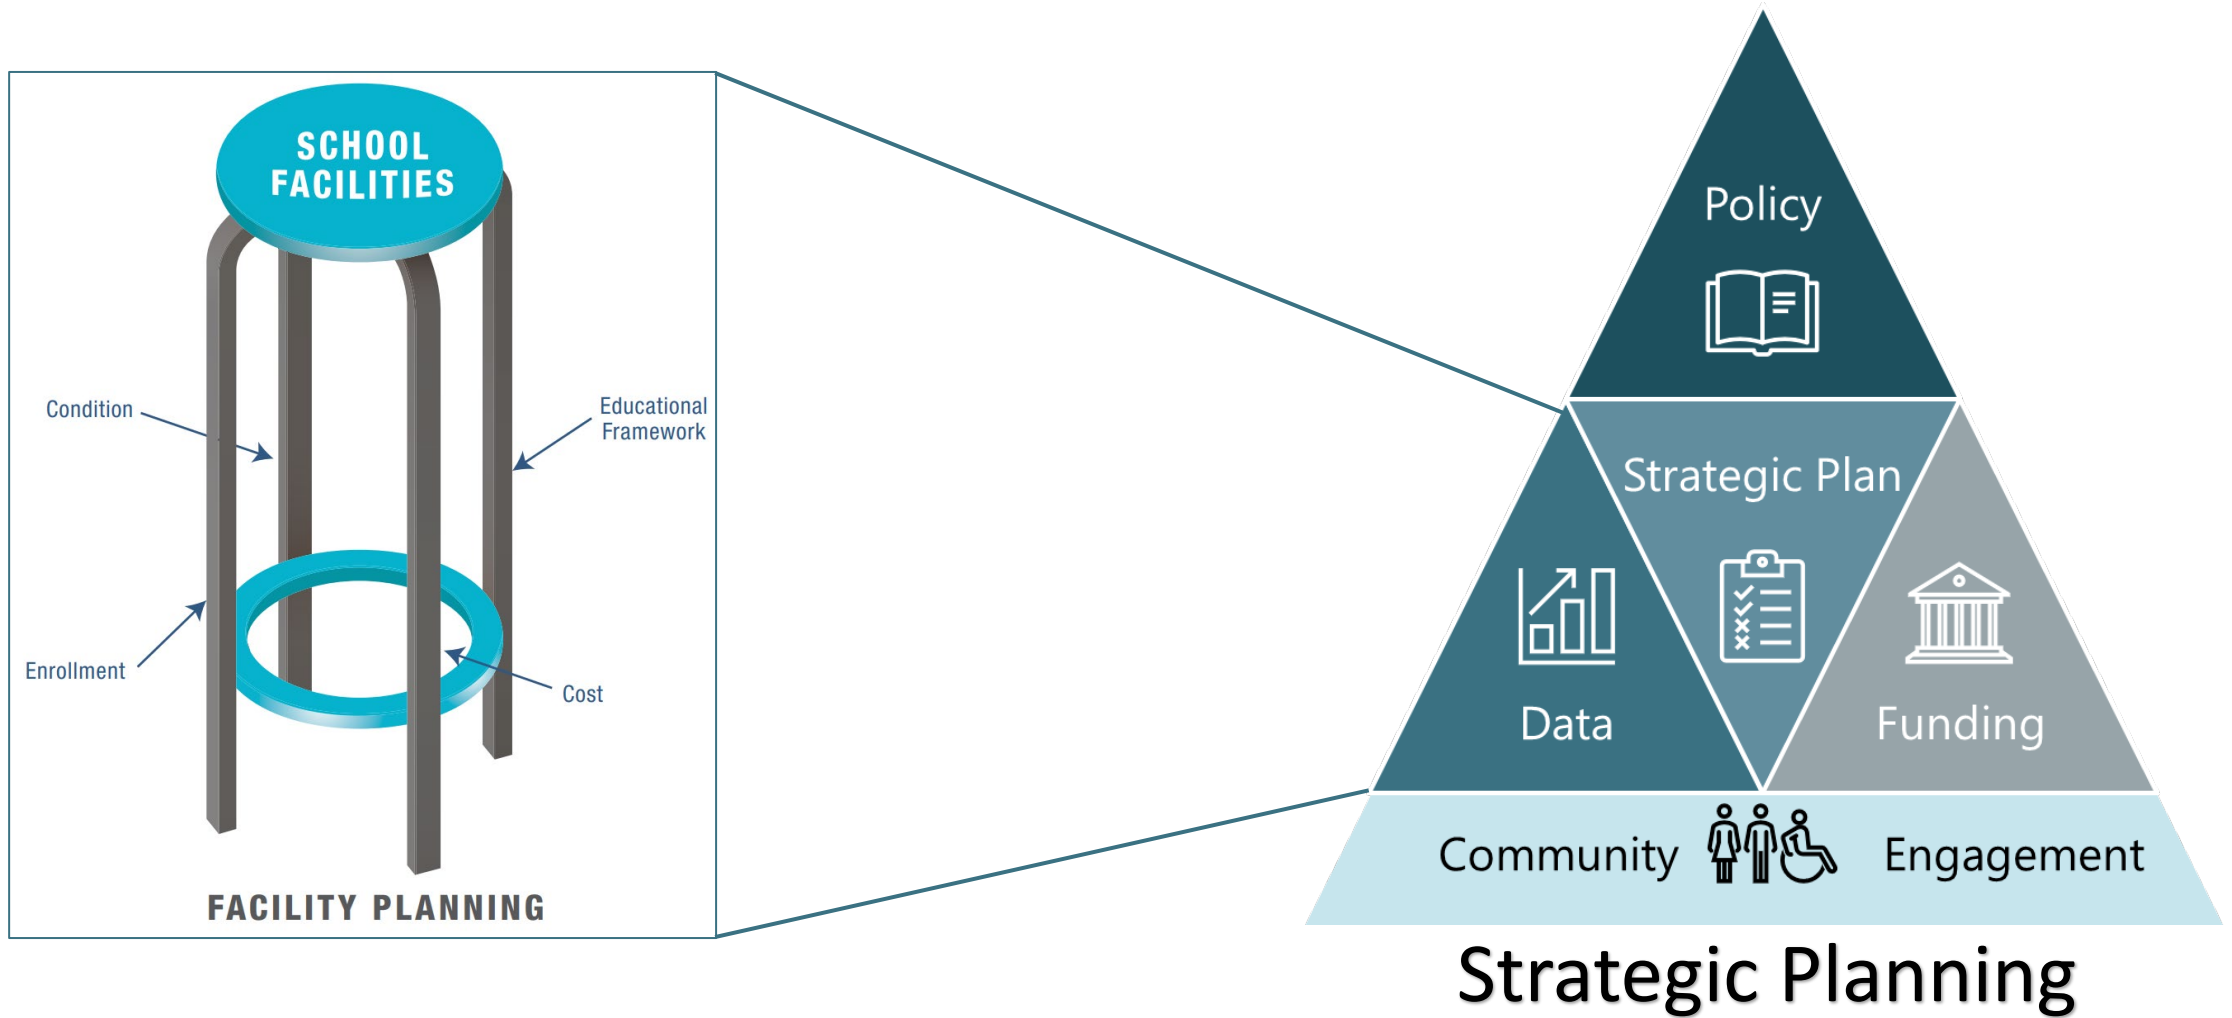 SCHOOL
FACILITIES
Condition
Educational
Framework
Enrollment
Cost
FACILITY PLANNING
Policy
Strategic Plan
Data
Funding
Community Engagement
Strategic Planning